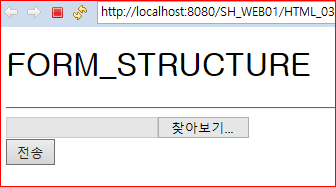 http://localhost:8080/SH_WEB01/HTML_03
FORM_STRUCTURE
찾아보기...
전송